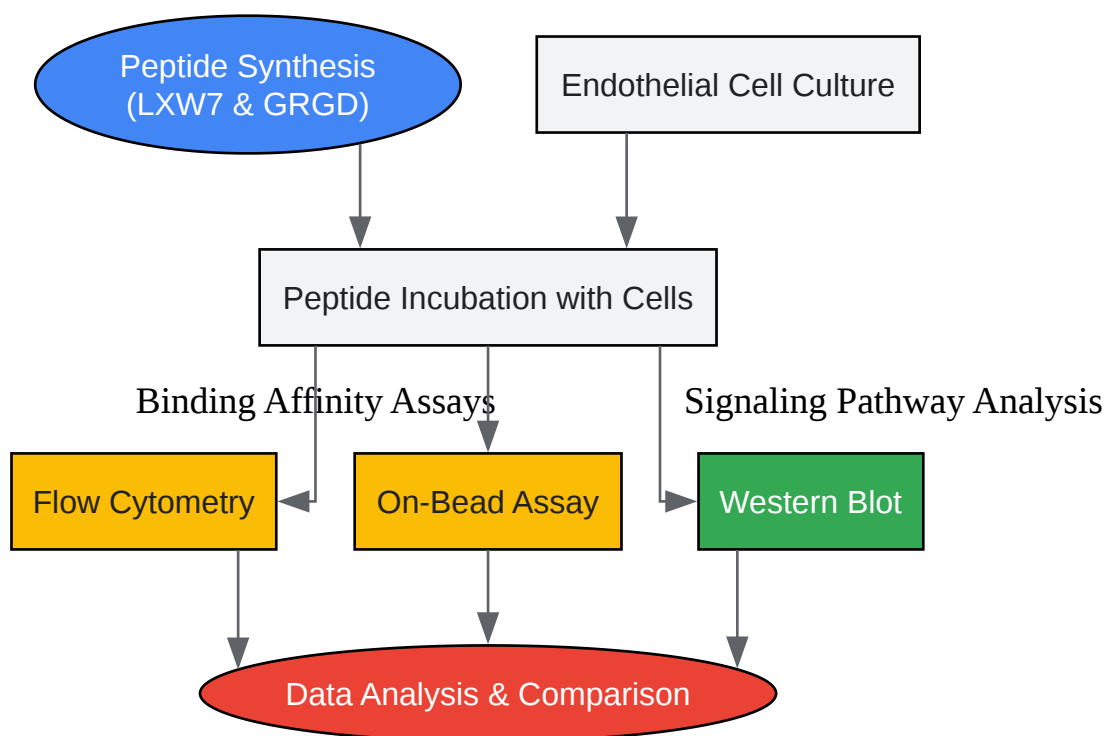 Peptide Synthesis
(LXW7 & GRGD)
Endothelial Cell Culture
Peptide Incubation with Cells
Binding Affinity Assays
Signaling Pathway Analysis
Flow Cytometry
On-Bead Assay
Western Blot
Data Analysis & Comparison